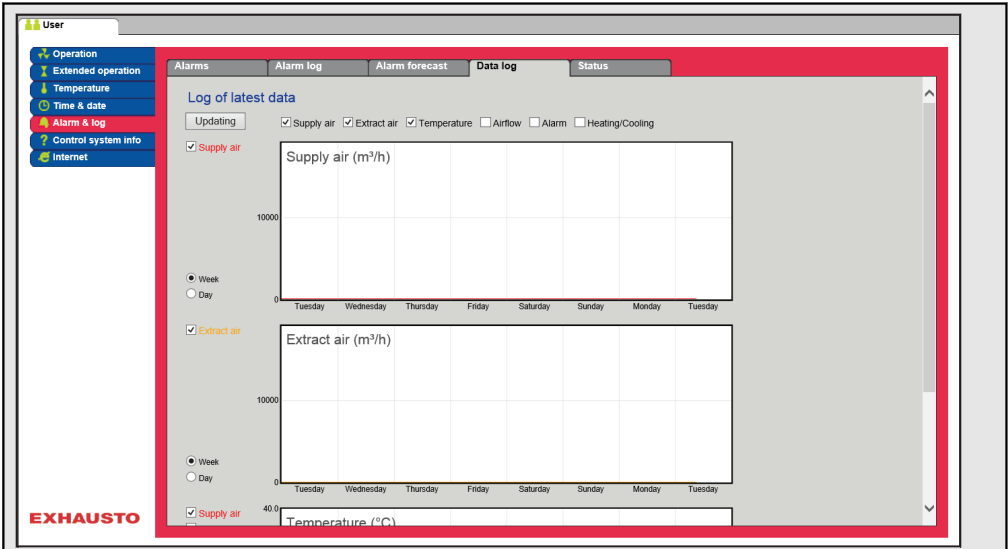 User
Operation
Extended operation
Temperature
Time & date
Alarm & log
Control system info
Internet
Alarms
Alarm log
Alarm forecast
Data log
Status
Log of latest data
Updating
Supply air Extract air Temperature Airflow Alarm Heating/Cooling
Supply air
Supply air (m³/h)
10000
Week
Day
0
Tuesday Wednesday Thursday Friday Saturday Sunday Monday Tuesday
Extract air
Extract air (m³/h)
10000
Week
Day
0
Tuesday Wednesday Thursday Friday Saturday Sunday Monday Tuesday
Supply air
40.0
Temperature (°C)
EXHAUSTO